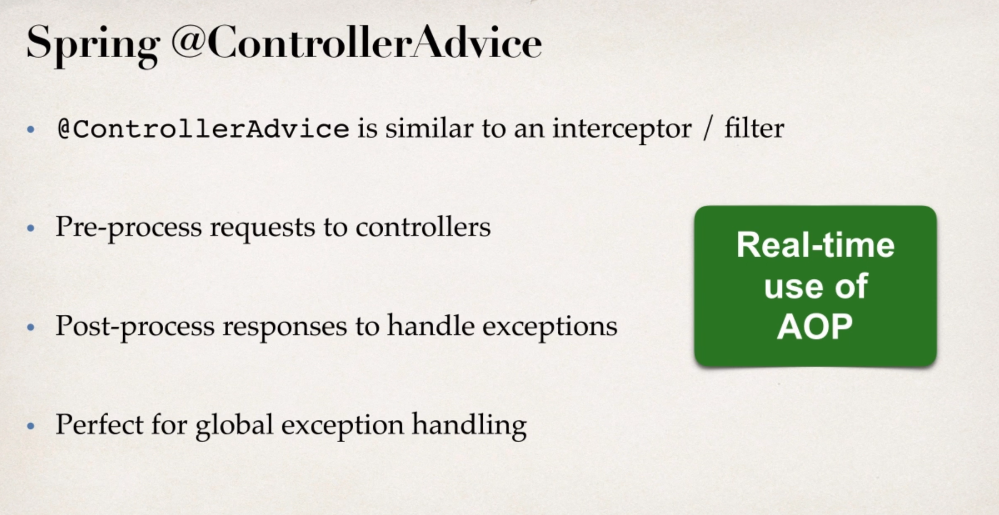 Spring @ControllerAdvice
• @ControllerAdvice is similar to an interceptor / filter
• Pre-process requests to controllers
• Post-process responses to handle exceptions
• Perfect for global exception handling
Real-time
use of
AOP